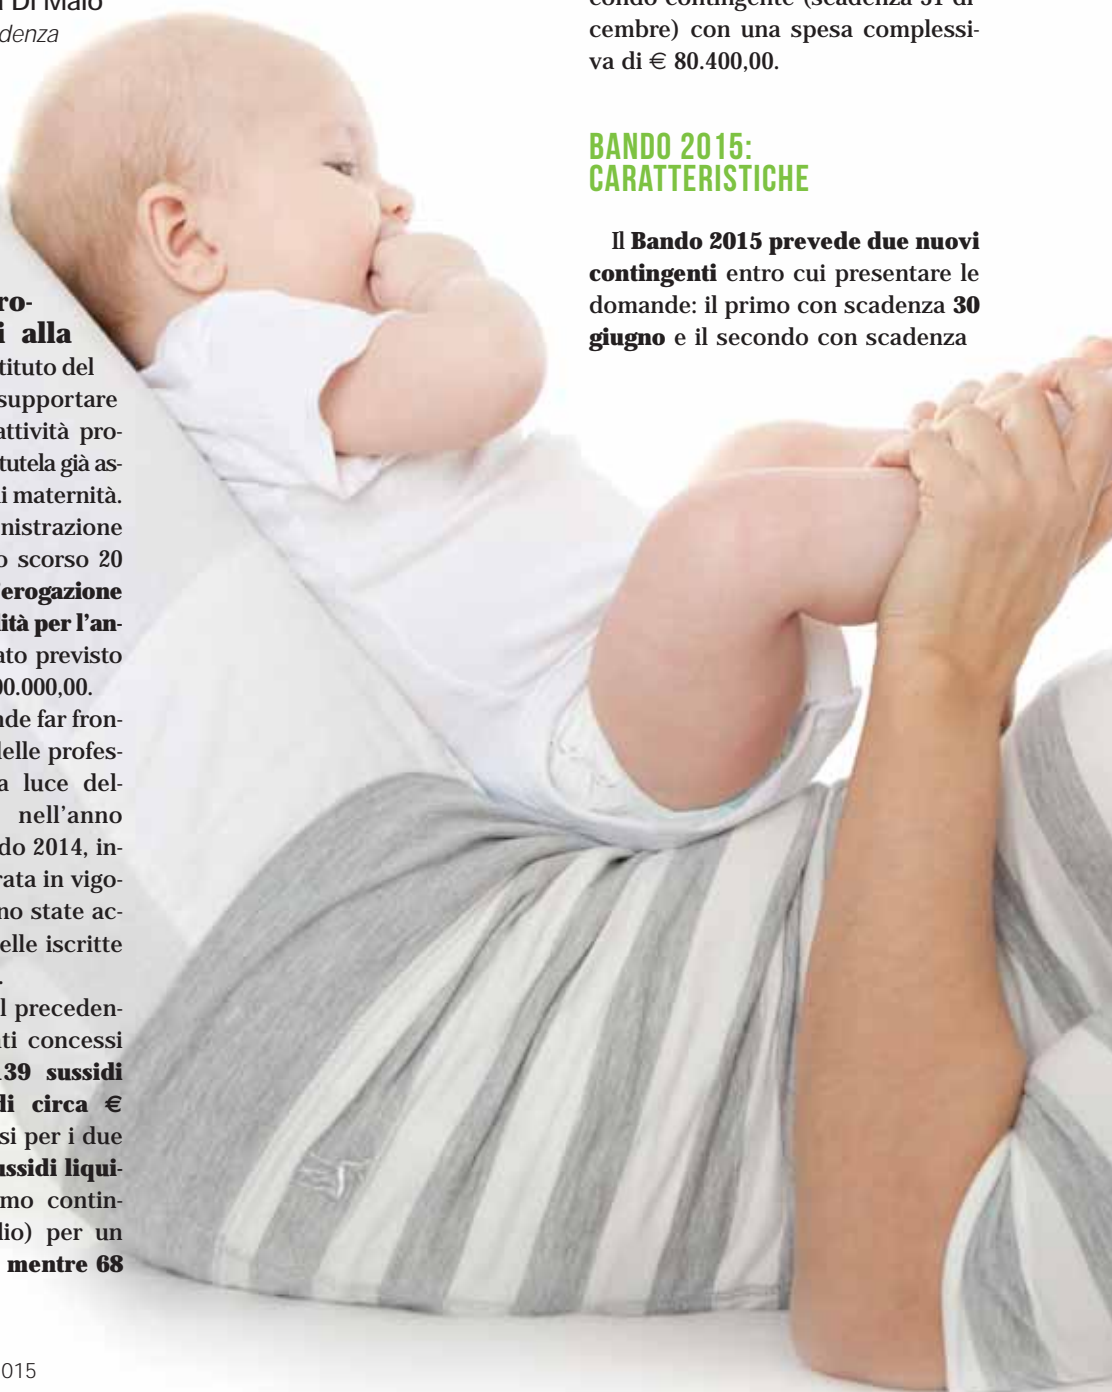 Di Maio
denza
ro-
i alla
tituto del
supportare
attività pro-
tutela già as-
i maternità.
nistrazione
o scorso 20
erogazione
lità per l'an-
ato previsto
00.000,00.
nde far fron-
elle profes-
a luce del-
nell'anno
do 2014, in-
rata in vigo-
no state ac-
elle iscritte
.
l preceden-
ti concessi
139 sussidi
di circa €
si per i due
ussidi liqui-
mo contin-
lio) per un
mentre 68
condo contingente (scadenza 31 di-
cembre) con una spesa complessi-
va di € 80.400,00.
BANDO 2015:
CARATTERISTICHE
Il Bando 2015 prevede due nuovi
contingenti entro cui presentare le
domande: il primo con scadenza 30
giugno e il secondo con scadenza
015